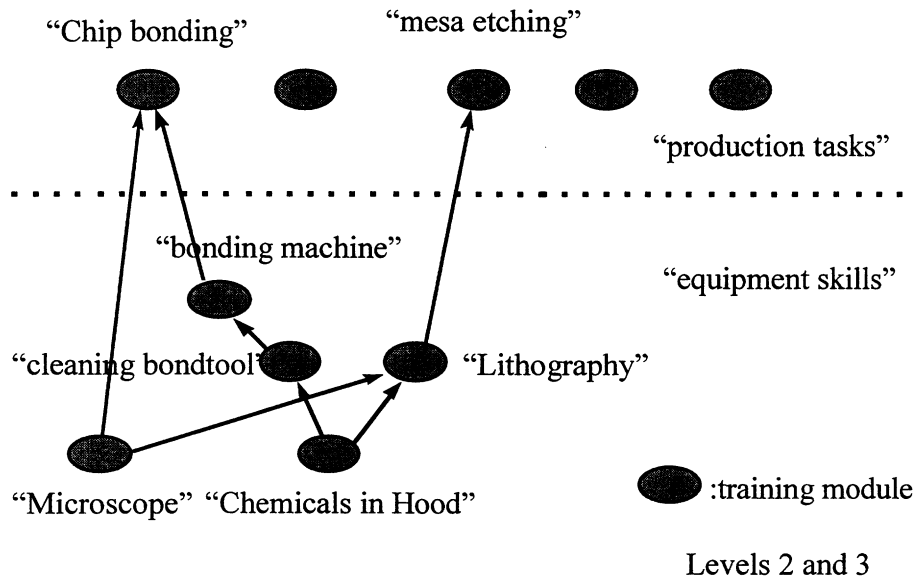 “Chip bonding”
“mesa etching”
“production tasks”
“bonding machine”
“equipment skills”
“cleaning bondtool”
“Lithography”
“Microscope”
“Chemicals in Hood”
:training module
Levels 2 and 3